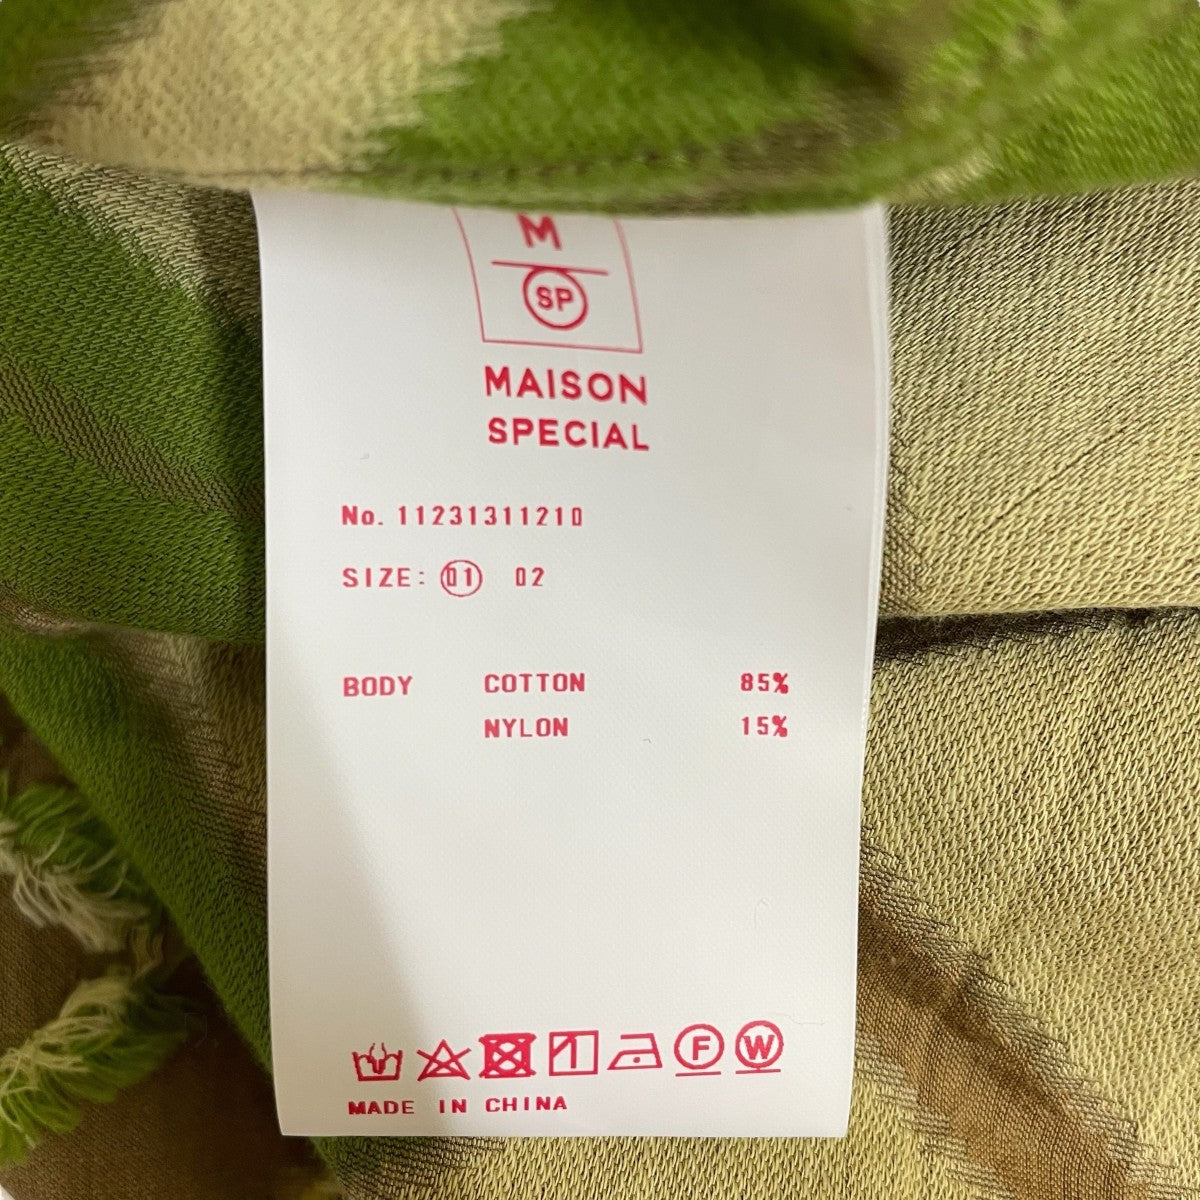 M
SP
MAISON
SPECIAL
No. 11231311210
SIZE: 01 02
BODY COTTON 85%
NYLON 15%
F W
MADE IN CHINA